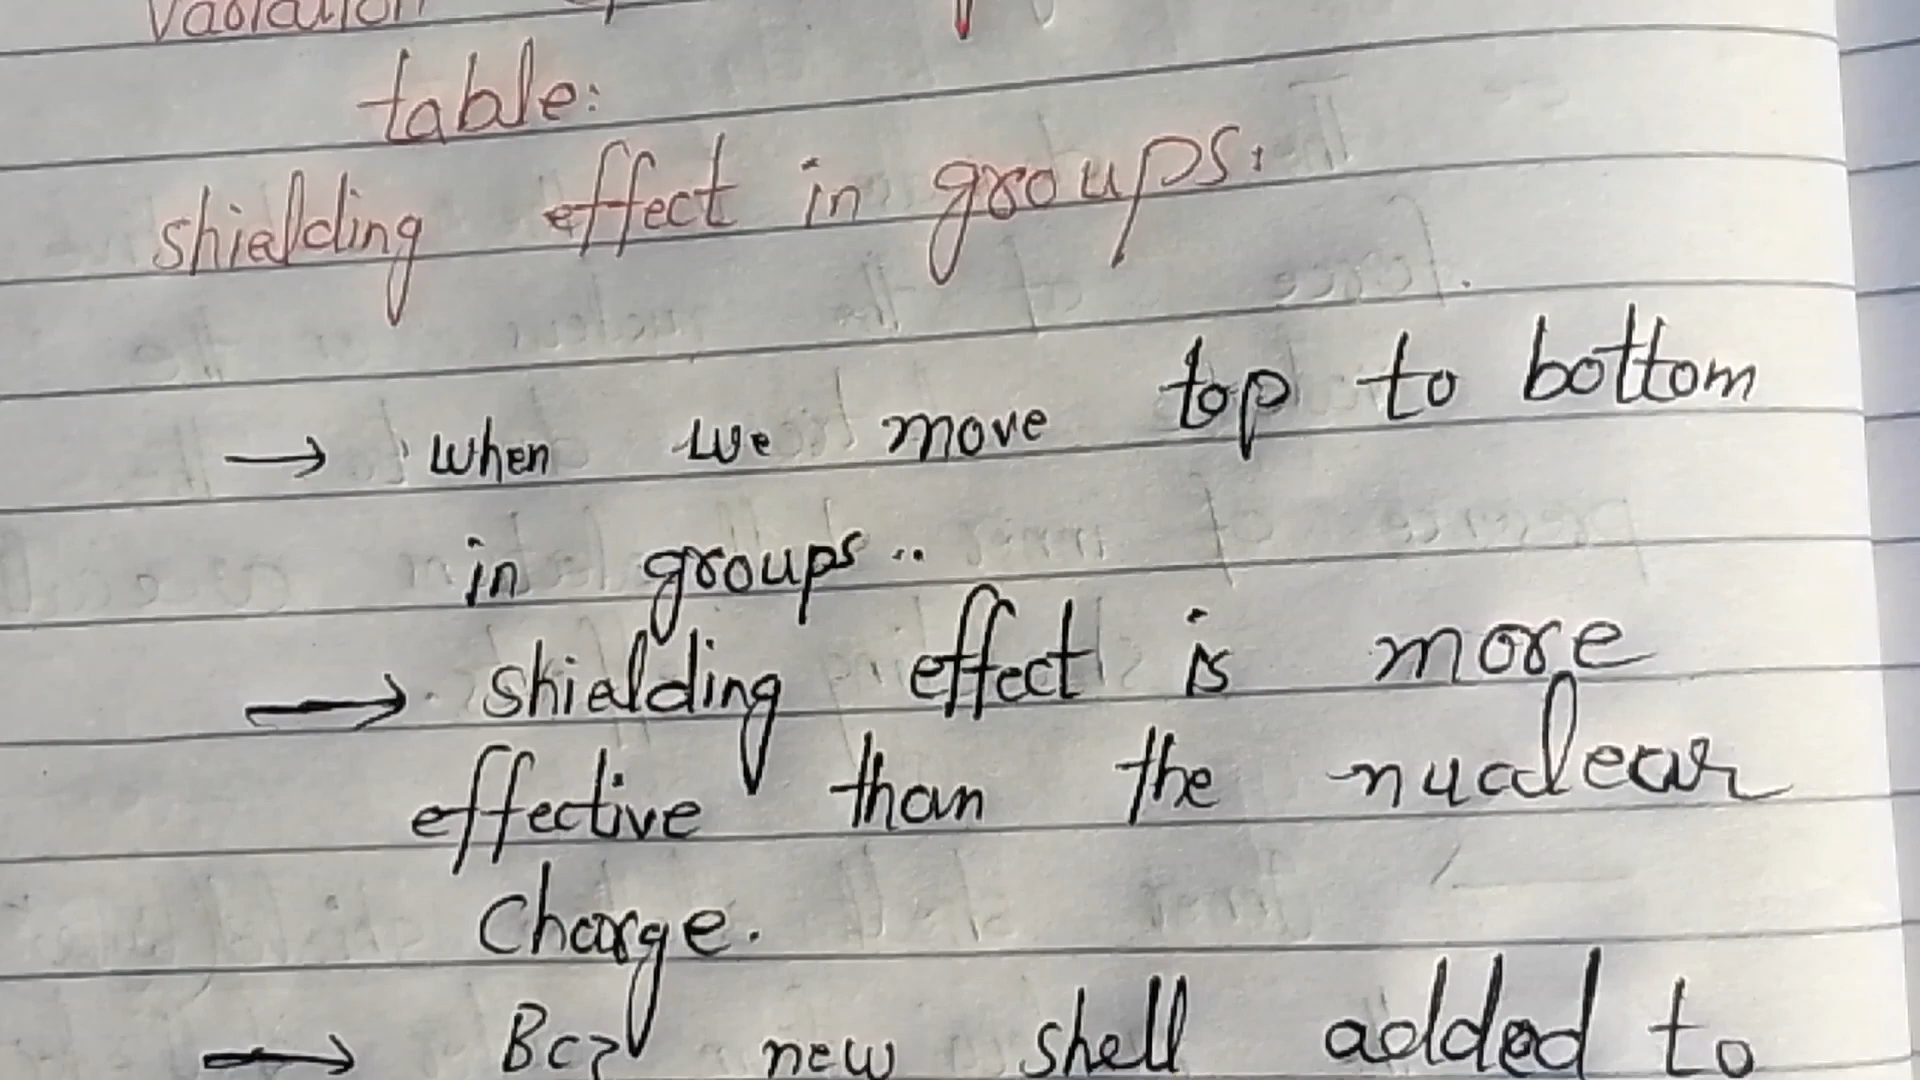 Variation
table:
shielding effect in groups:
→ when we move top to bottom
in groups..
→ shielding effect is more
effective than the nuclear
charge.
→ Bcz new shell added to